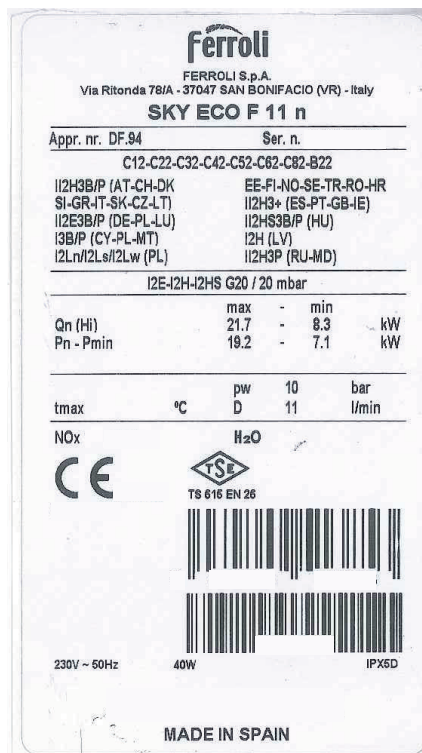 ferroli
FERROLI S.p.A.
Via Ritonda 78/A - 37047 SAN BONIFACIO (VR) - Italy
SKY ECO F 11 n
Appr. nr. DF.94 Ser. n.
C12-C22-C32-C42-C52-C62-C82-B22
II2H3B/P (AT-CH-DK EE-FI-NO-SE-TR-RO-HR
SI-GR-IT-SK-CZ-LT) II2H3+ (ES-PT-GB-IE)
II2E3B/P (DE-PL-LU) II2HS3B/P (HU)
I3B/P (CY-PL-MT) I2H (LV)
I2Ln/I2Ls/I2Lw (PL) II2H3P (RU-MD)
I2E-I2H-I2HS G20 / 20 mbar
max - min
Qn (Hi) 21.7 - 8.3 kW
Pn - Pmin 19.2 - 7.1 kW
pw 10 bar
tmax ºC D 11 l/min
NOx H₂O
CE TSE
TS 615 EN 26
230V ~ 50Hz 40W IPX5D
MADE IN SPAIN